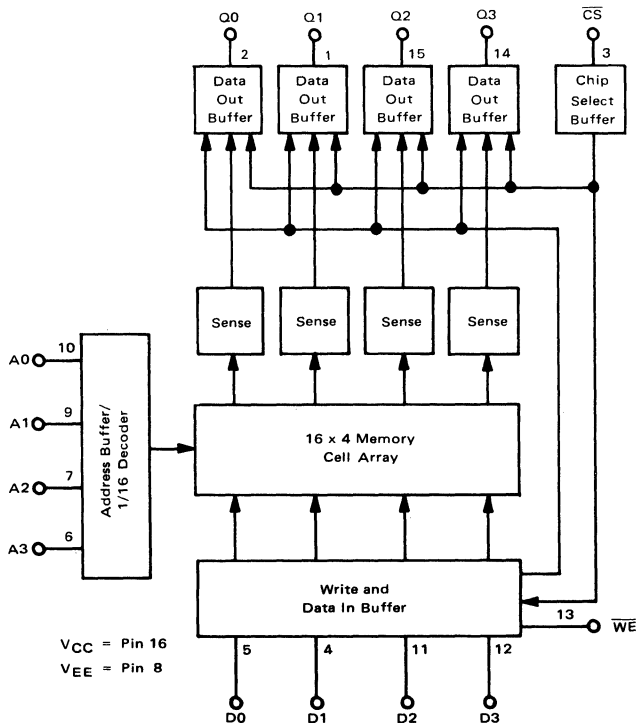 Q0 Q1 Q2 Q3 CS
2 1 15 14 3
Data Out Buffer
Data Out Buffer
Data Out Buffer
Data Out Buffer
Chip Select Buffer
Sense Sense Sense Sense
A0 10
A1 9
A2 7
A3 6
Address Buffer/
1/16 Decoder
16 x 4 Memory
Cell Array
Write and
Data In Buffer
13 WE
VCC = Pin 16
VEE = Pin 8
5 4 11 12
D0 D1 D2 D3